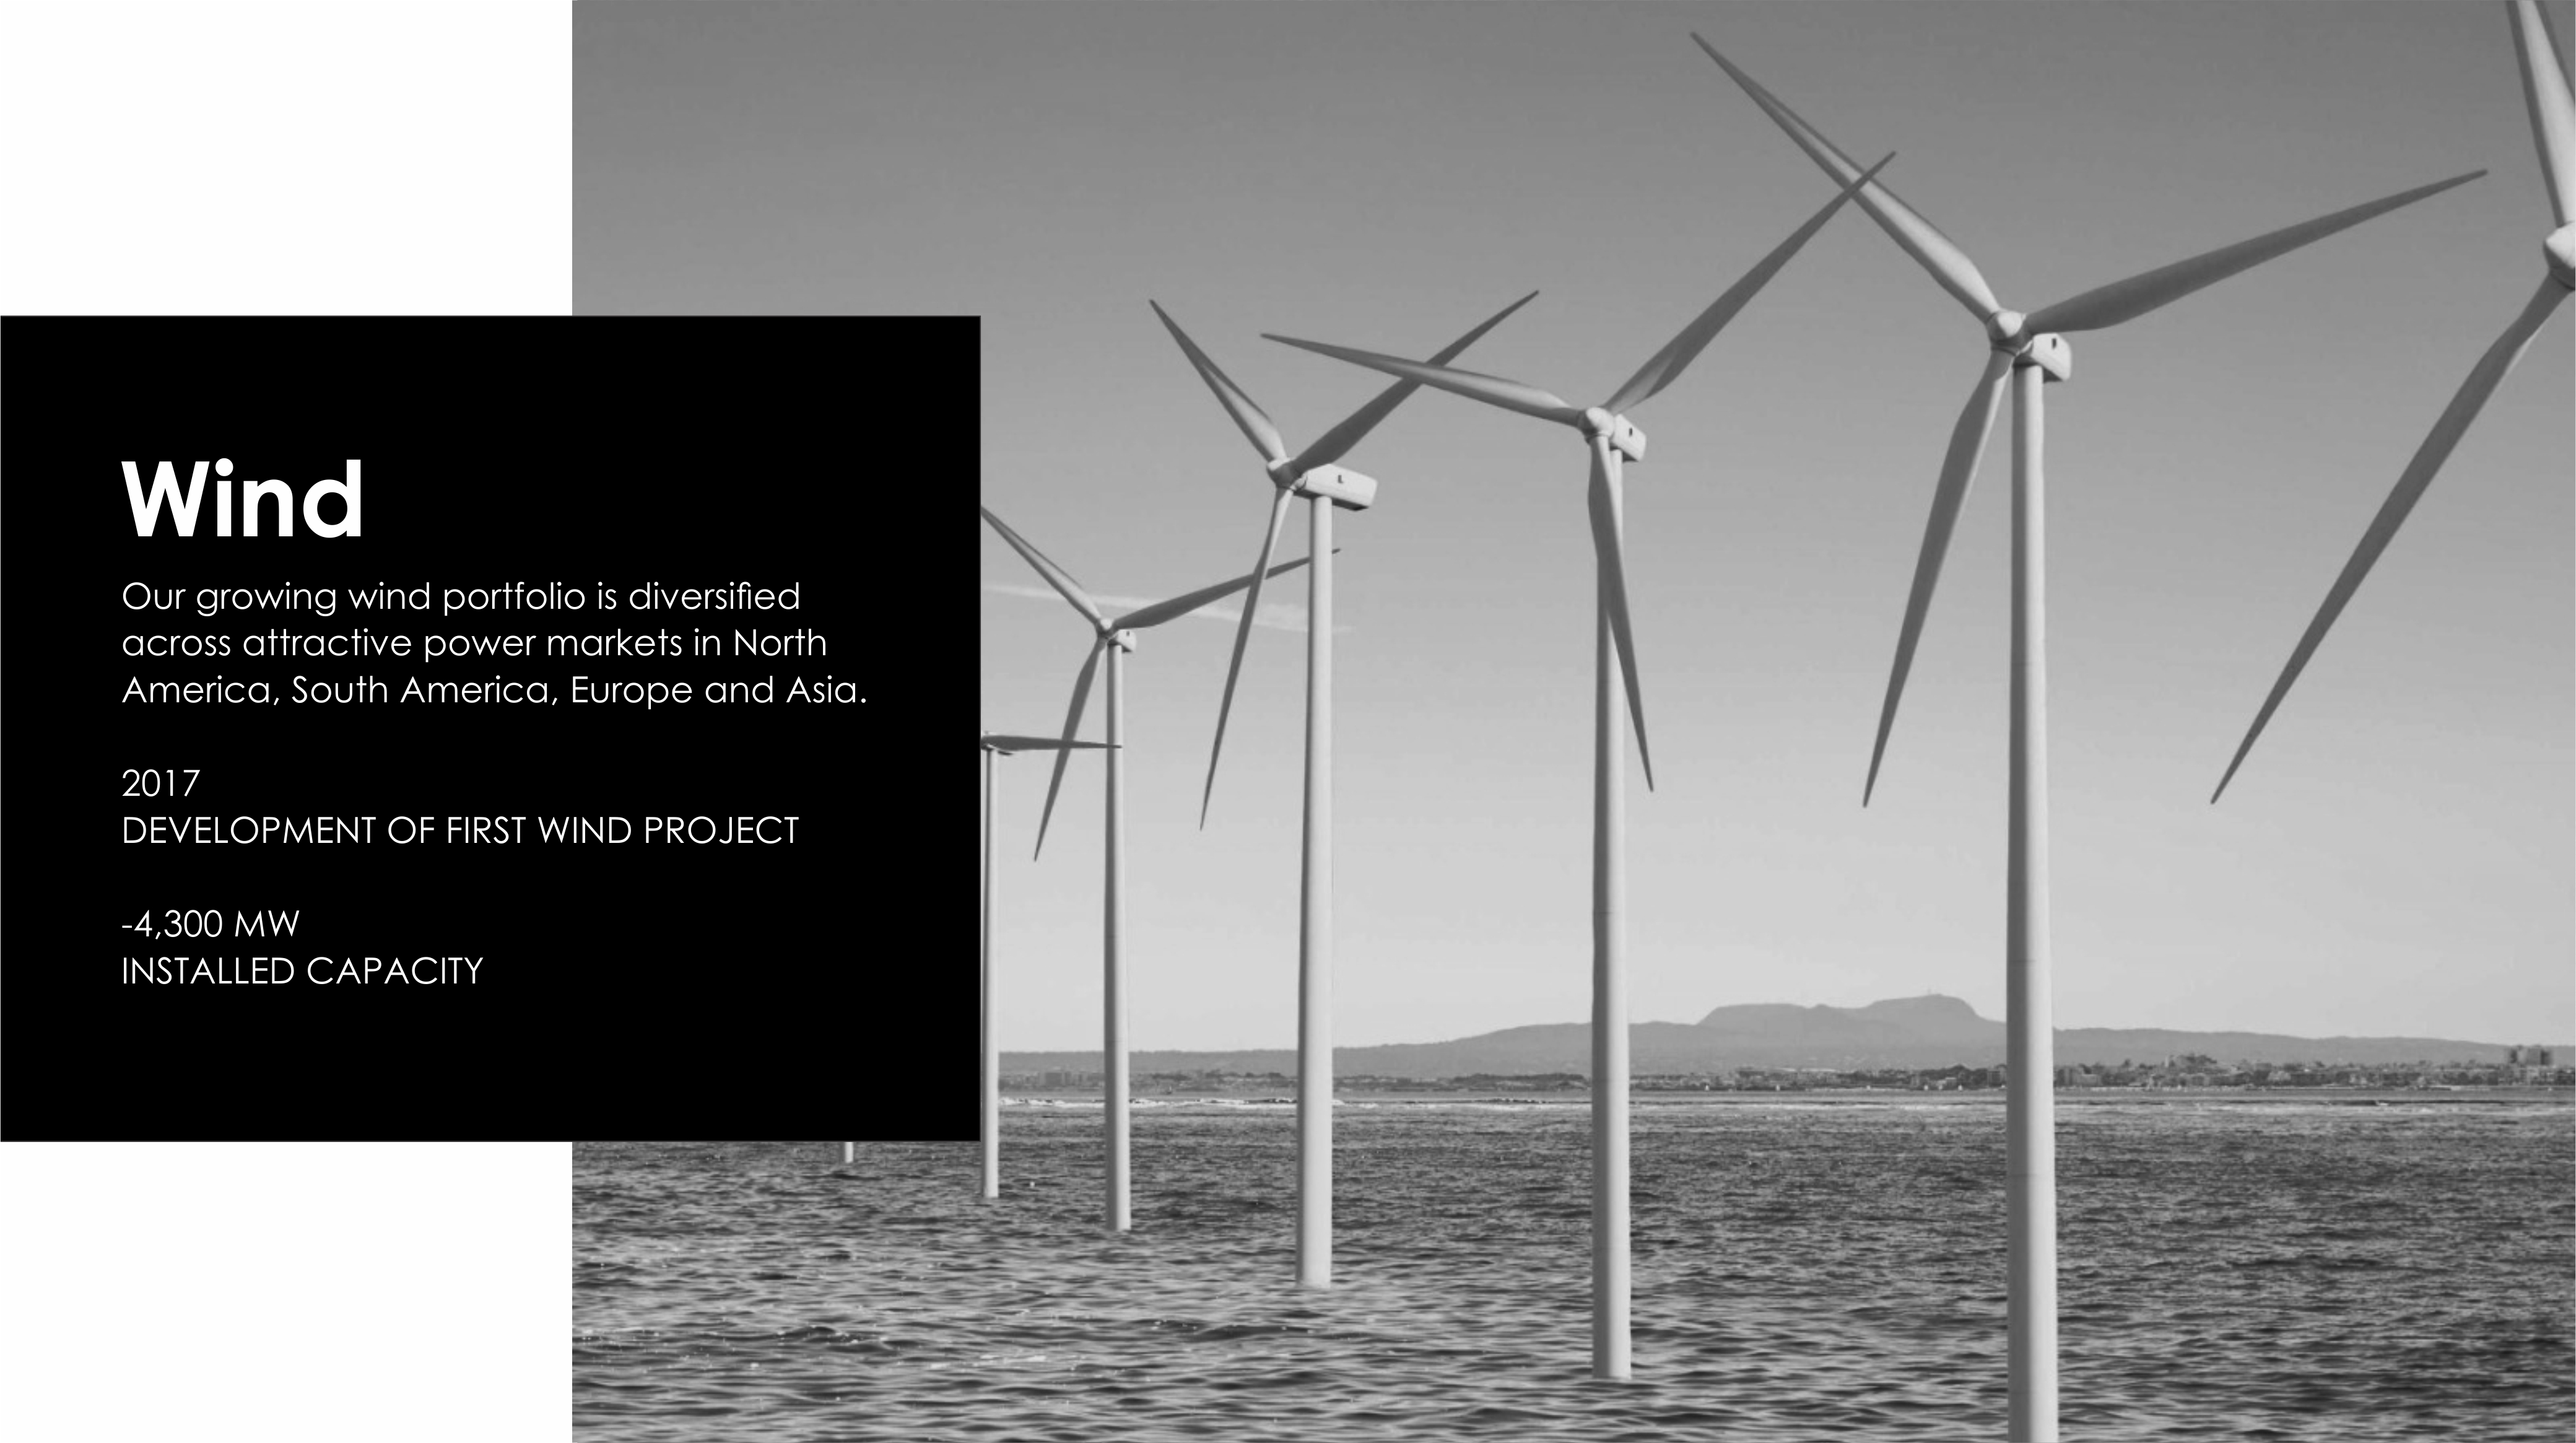 Wind
Our growing wind portfolio is diversified
across attractive power markets in North
America, South America, Europe and Asia.
2017
DEVELOPMENT OF FIRST WIND PROJECT
-4,300 MW
INSTALLED CAPACITY